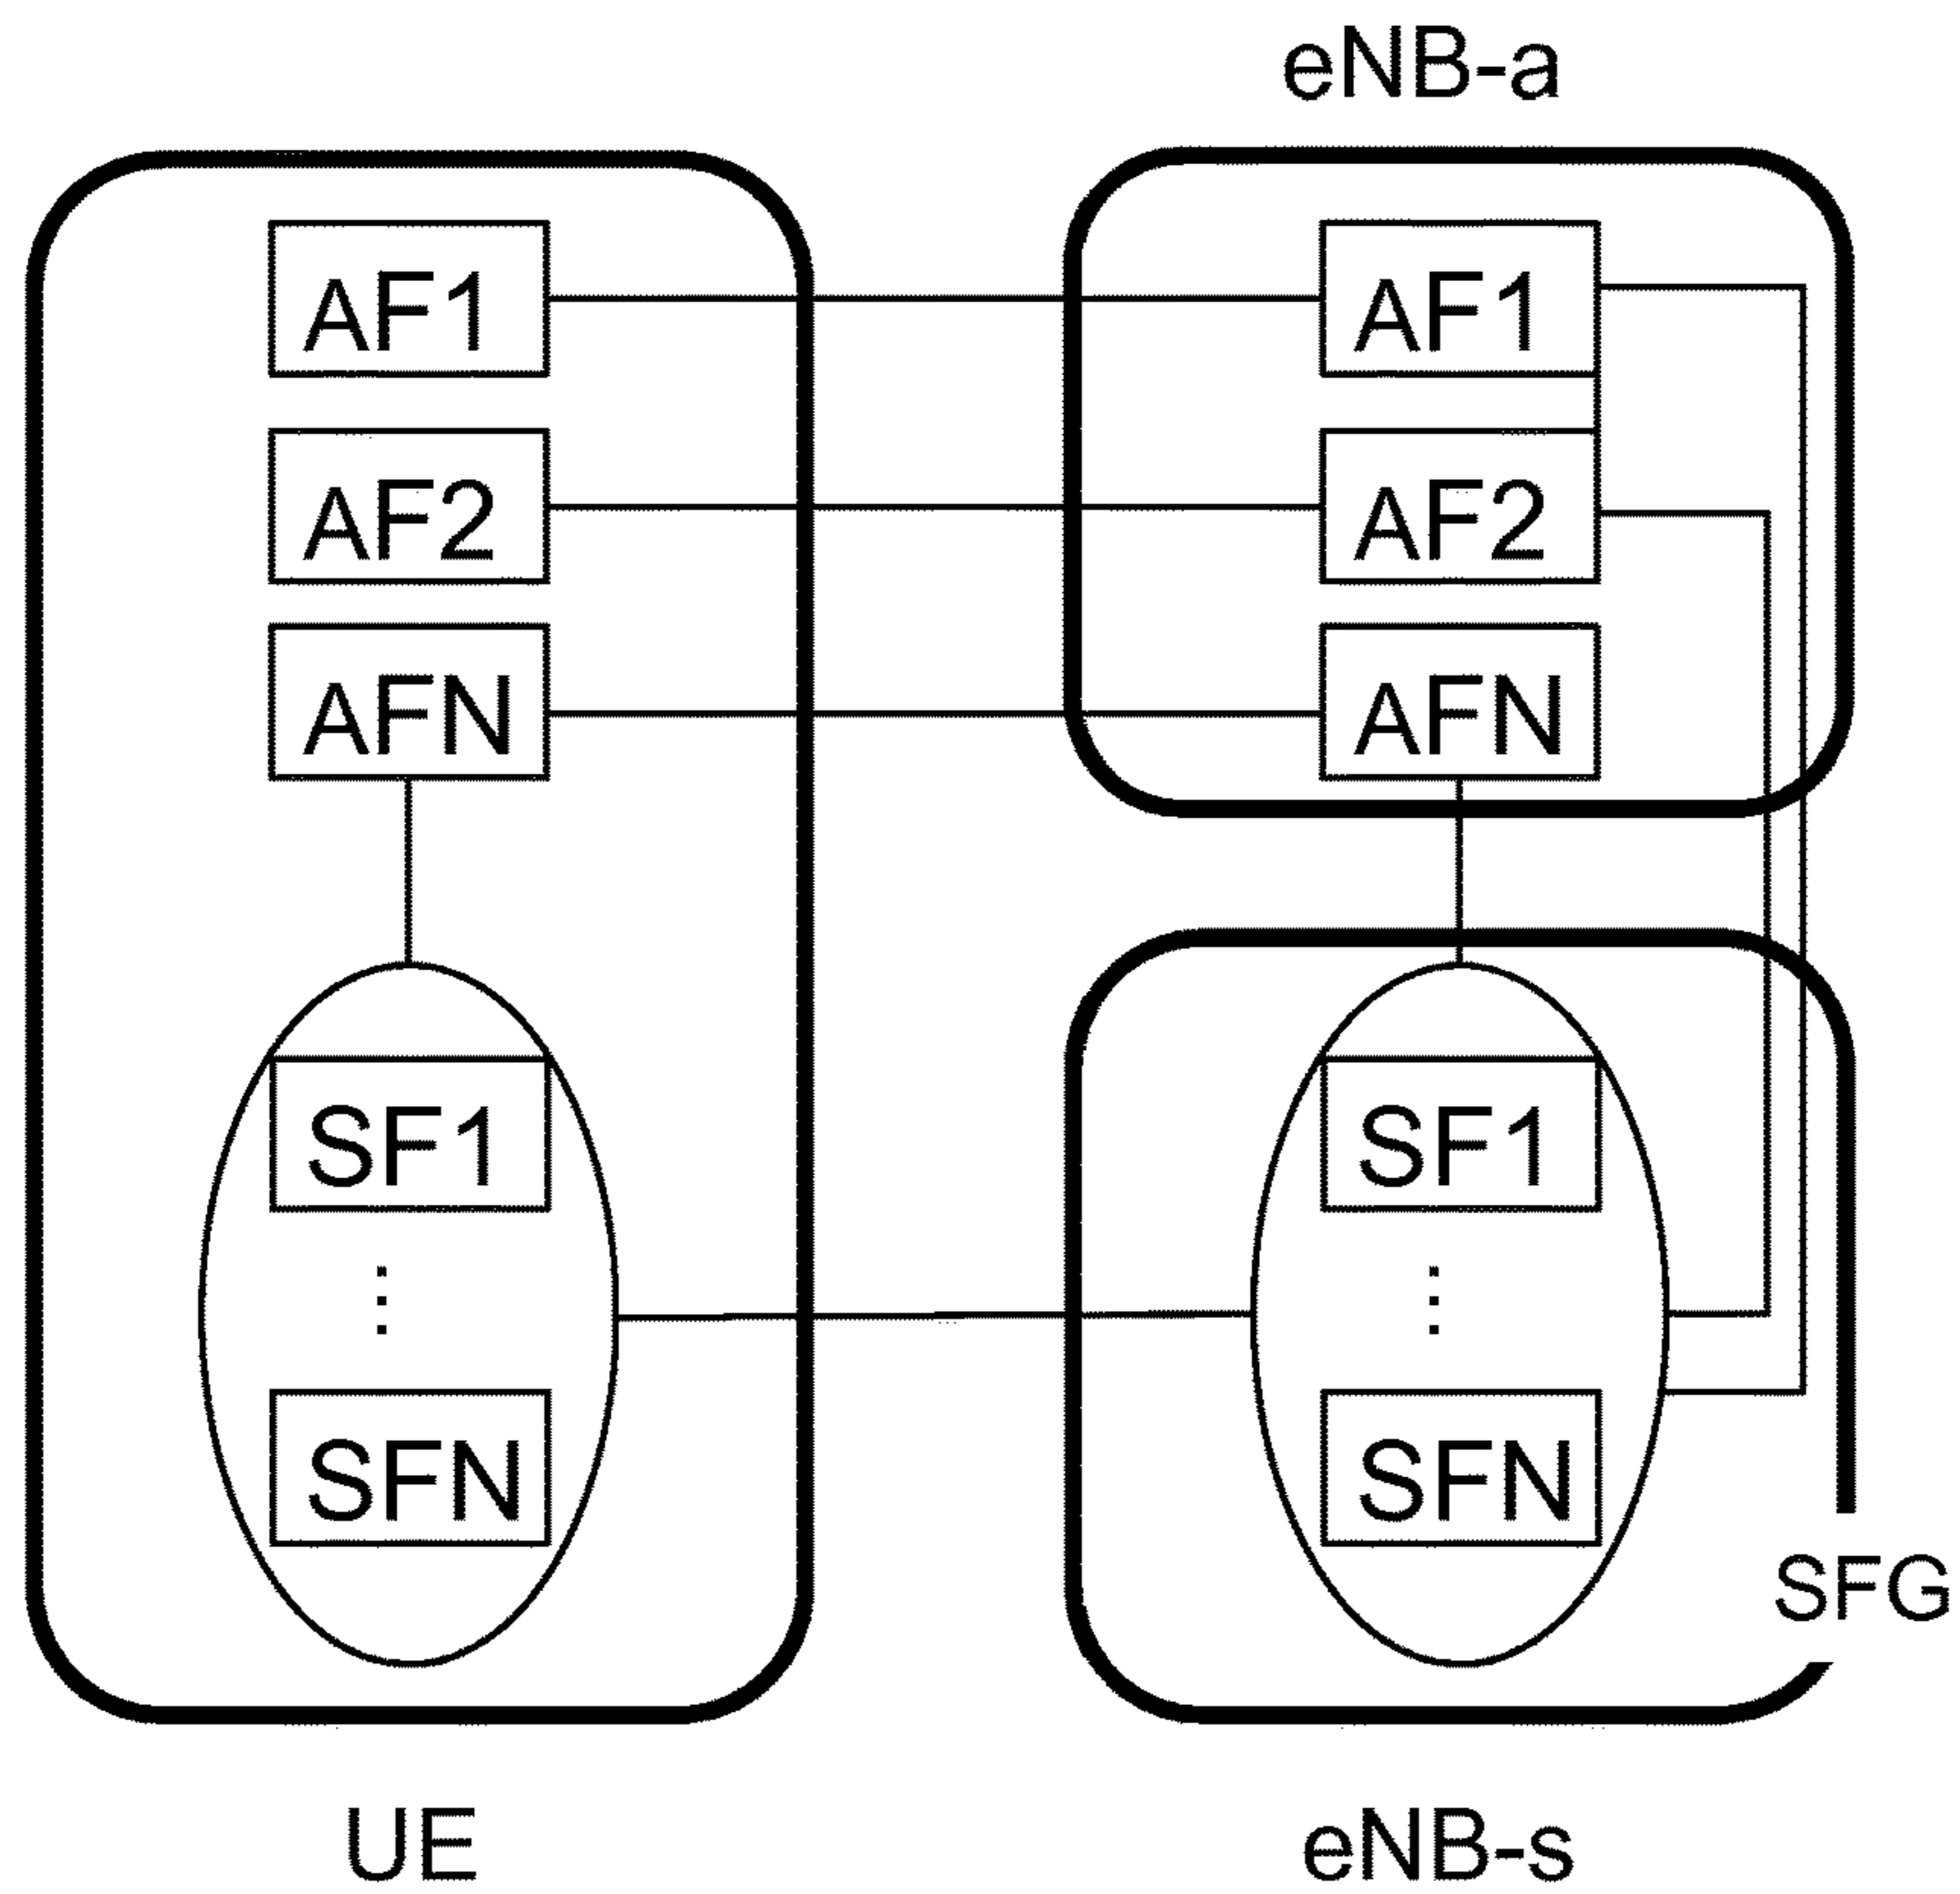 eNB-a
AF1
AF2
AFN
SF1
⋮
SFN
UE
AF1
AF2
AFN
SF1
⋮
SFN
SFG
eNB-s